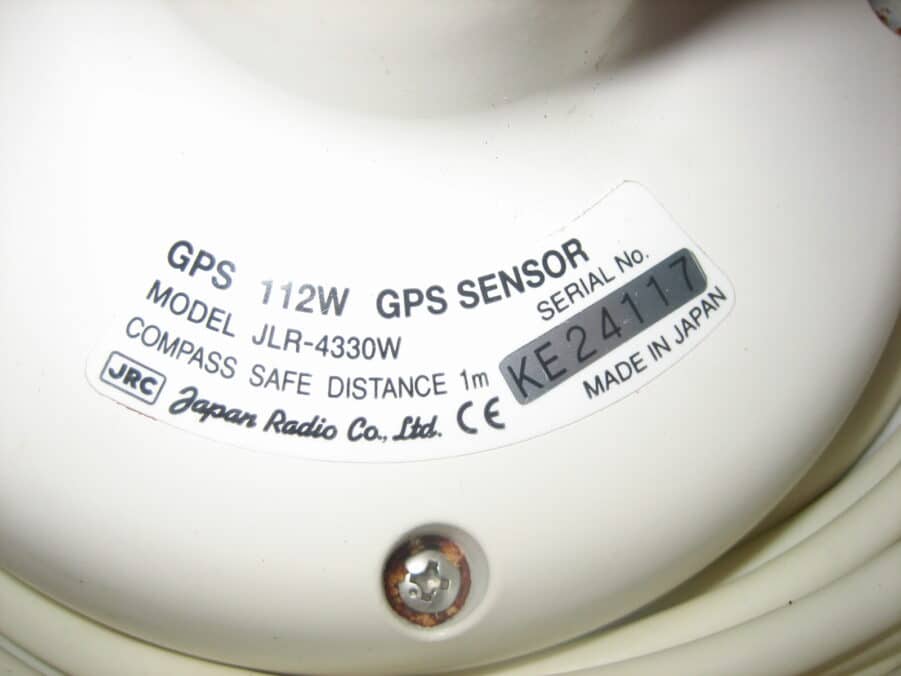 GPS 112W GPS SENSOR
MODEL JLR-4330W
COMPASS SAFE DISTANCE 1m
JRC Japan Radio Co., Ltd. CE
SERIAL No.
KE24117
MADE IN JAPAN